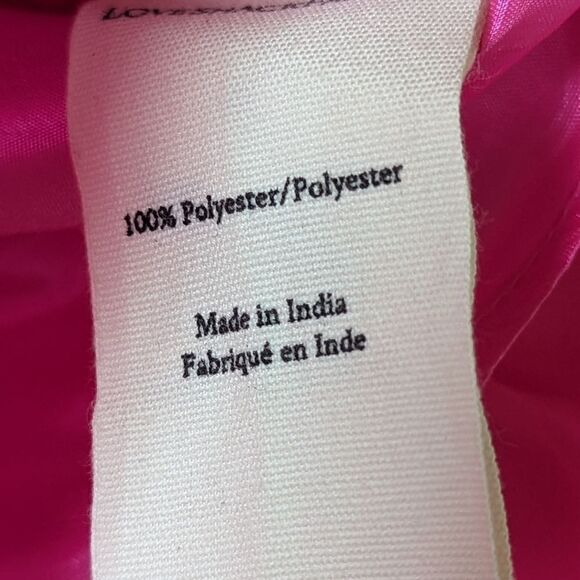 100% Polyester/Polyester
Made in India
Fabriqué en Inde